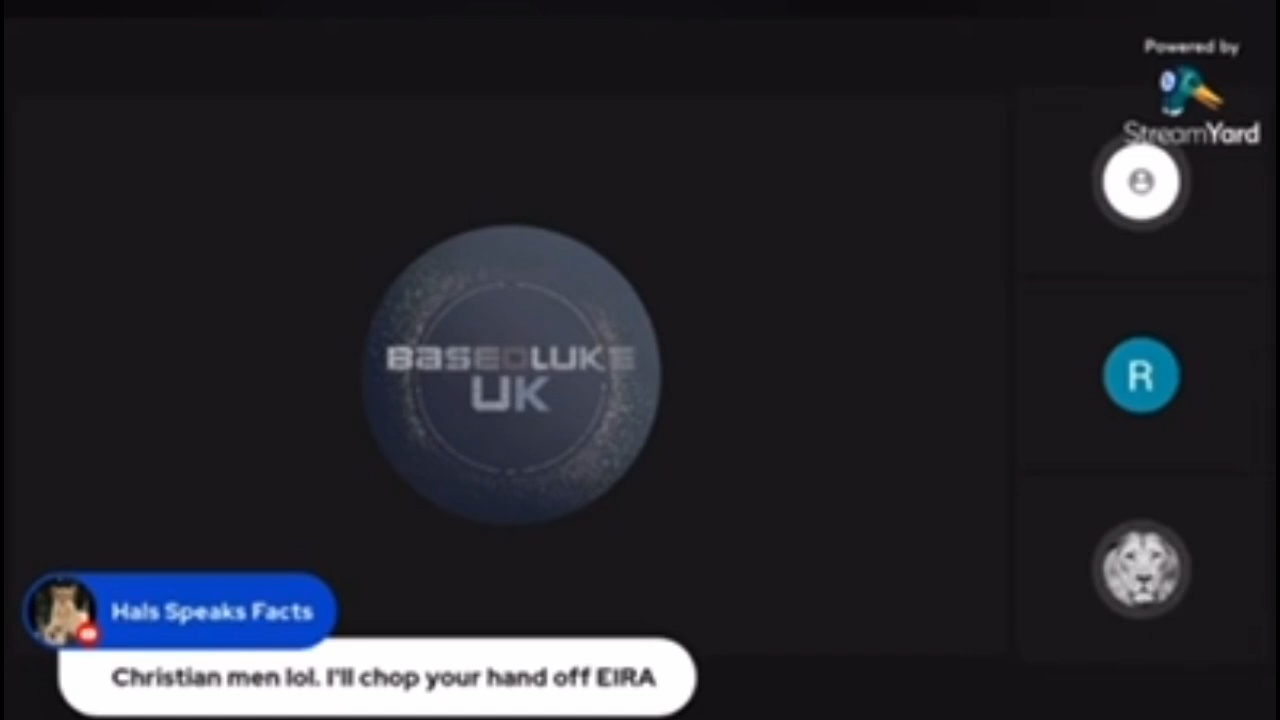 Powered by
StreamYard
BASEDLUKE
UK
R
Hals Speaks Facts
Christian men lol. I'll chop your hand off EIRA